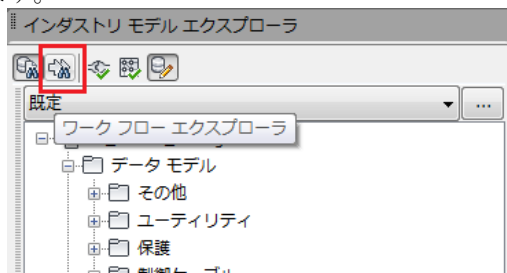 す。
インダストリ モデル エクスプローラ
既定
...
ワーク フロー エクスプローラ
データ モデル
その他
ユーティリティ
保護